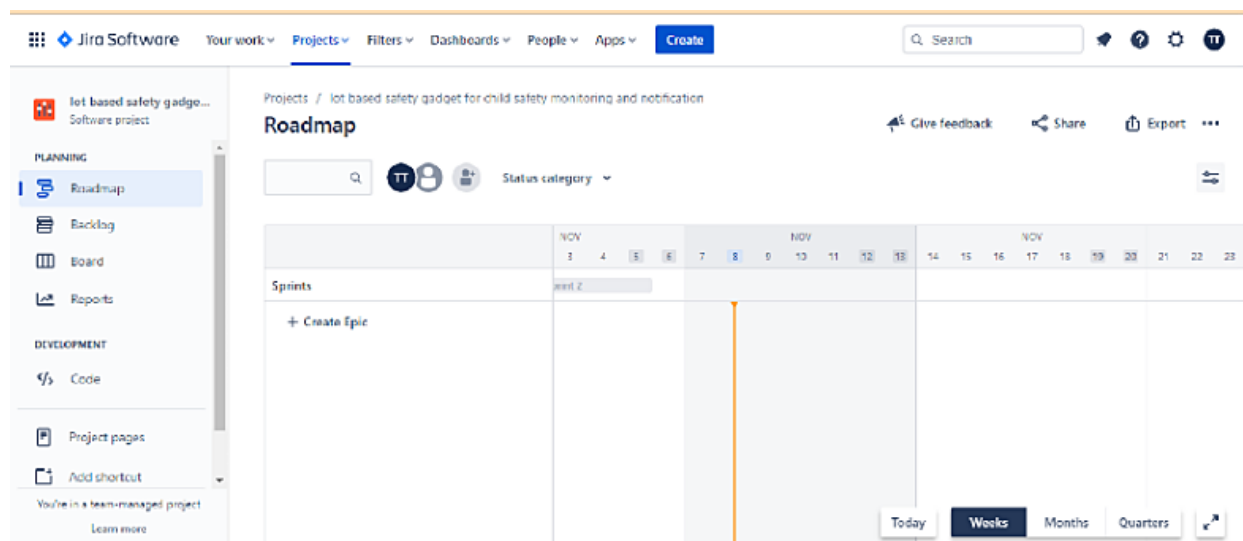 Jira Software Your work Projects Filters Dashboards People Apps Create Search TT
Iot based safety gadge...
Software project
PLANNING
Roadmap
Backlog
Board
Reports
DEVELOPMENT
Code
Project pages
Add shortcut
You're in a team-managed project
Learn more
Projects / Iot based safety gadget for child safety monitoring and notification
Roadmap
Give feedback Share Export
TT Status category
NOV NOV NOV
3 4 5 6 7 8 9 10 11 12 13 14 15 16 17 18 19 20 21 22 23
Sprints
print 2
+ Create Epic
Today Weeks Months Quarters